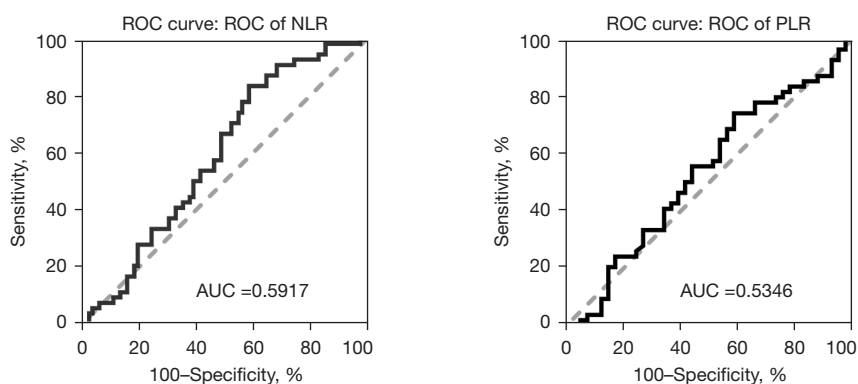 ROC curve: ROC of NLR
100
80
60
40
20
0
Sensitivity, %
AUC =0.5917
0 20 40 60 80 100
100–Specificity, %
ROC curve: ROC of PLR
100
80
60
40
20
0
Sensitivity, %
AUC =0.5346
0 20 40 60 80 100
100–Specificity, %